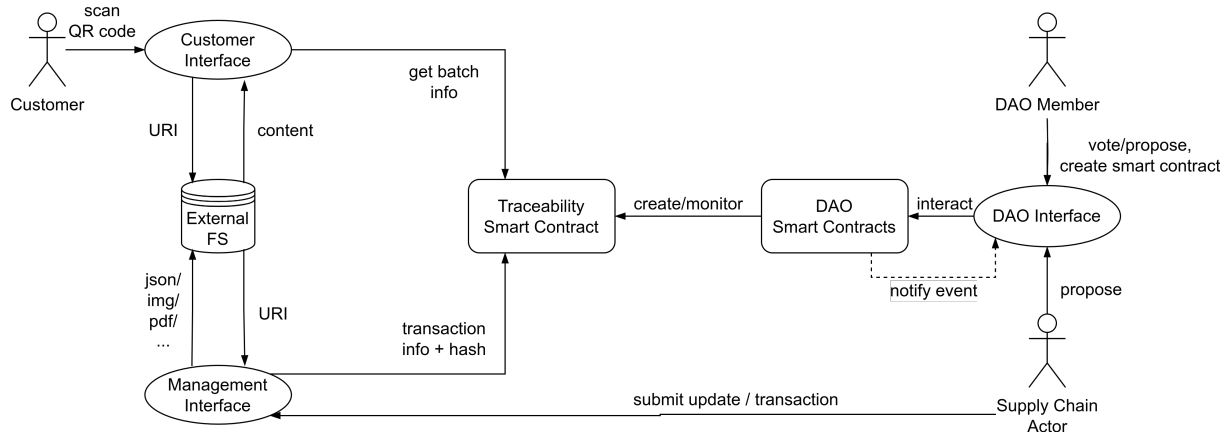 scan
QR code
Customer
Customer
Interface
get batch
info
DAO Member
URI
content
vote/propose,
create smart contract
External
FS
Traceability
Smart Contract
create/monitor
DAO
Smart Contracts
interact
DAO Interface
notify event
propose
json/
img/
pdf/
...
URI
transaction
info + hash
Management
Interface
submit update / transaction
Supply Chain
Actor